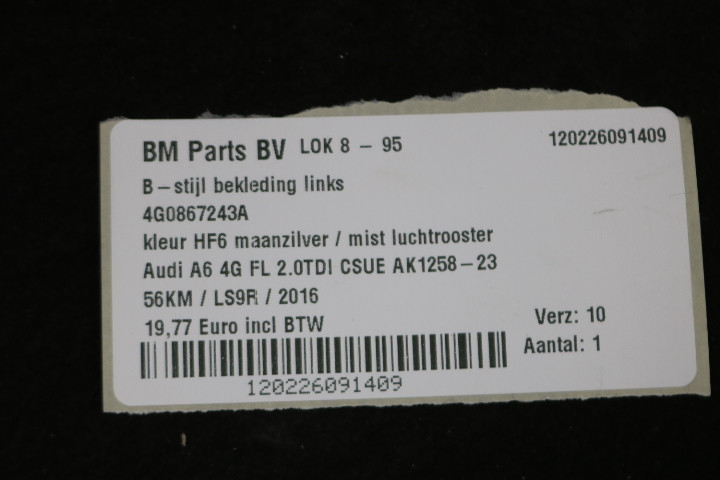 BM Parts BV LOK 8 - 95 120226091409
B-stijl bekleding links
4G0867243A
kleur HF6 maanzilver / mist luchtrooster
Audi A6 4G FL 2.0TDI CSUE AK1258-23
56KM / LS9R / 2016
19,77 Euro incl BTW Verz: 10
Aantal: 1
120226091409